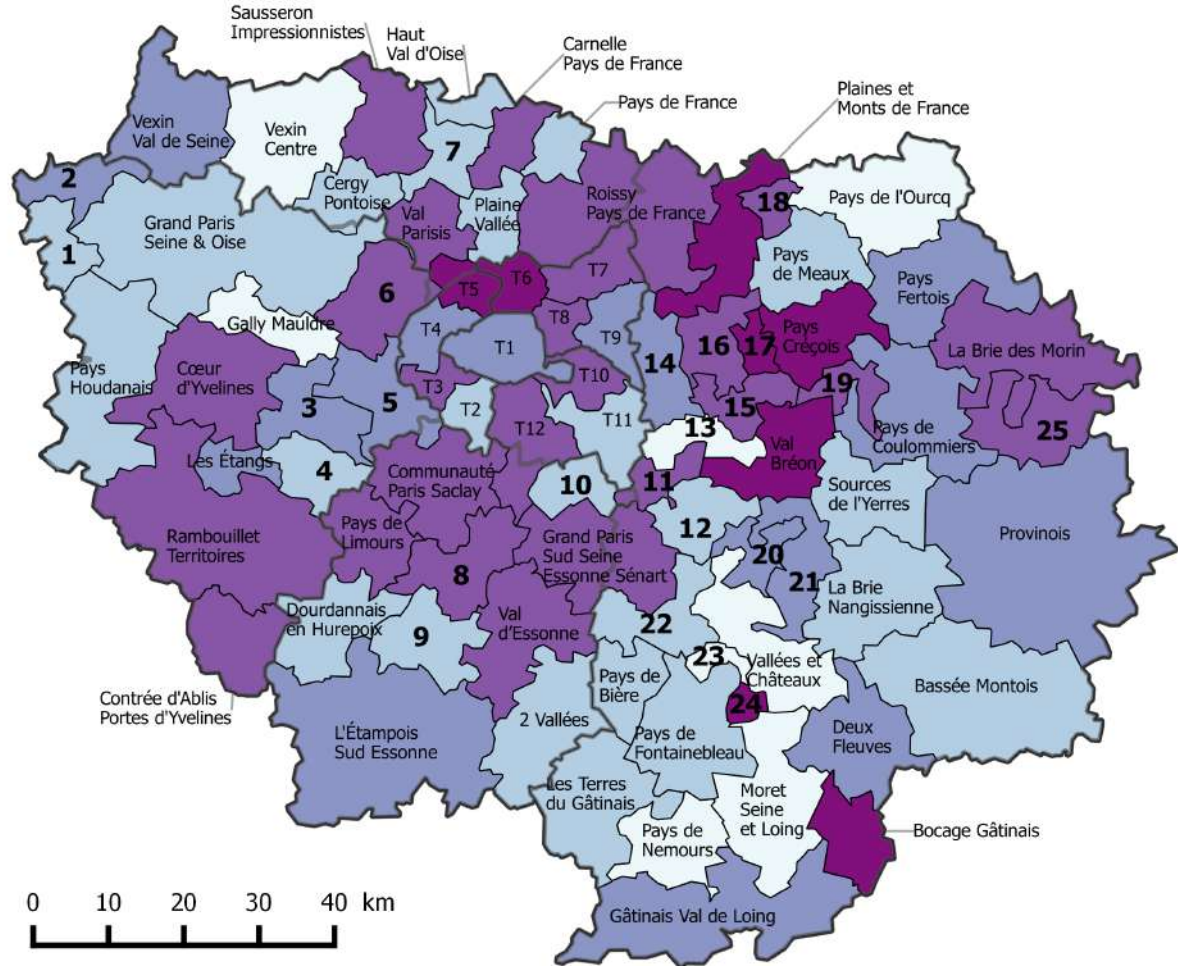 Sausseron
Impressionnistes
Haut
Val d'Oise
Carnelle
Pays de France
Pays de France
Plaines et
Monts de France
Vexin
Val de Seine
Vexin
Centre
7
2
Cergy
Pontoise
Plaine
Vallée
Roissy
Pays de France
18
Pays de l'Ourcq
Grand Paris
Seine & Oise
Val
Parisis
1
Pays
de Meaux
Pays
Fertois
6
T5
T6
T7
Gally Mauldre
T4
T8
T1
T9
14
16
17
Pays
Créçois
La Brie des Morin
Pays
Houdanais
Cœur
d'Yvelines
3
5
T3
T10
19
T2
15
T11
T12
13
Pays de
Coulommiers
25
Val
Bréon
Les Étangs
4
Communauté
Paris Saclay
10
11
Sources
de l'Yerres
Rambouillet
Territoires
Pays de
Limours
Grand Paris
Sud Seine
Essonne Sénart
12
Provinois
20
8
21
La Brie
Nangissienne
Dourdannais
en Hurepoix
9
Val
d'Essonne
22
23
Vallées et
Châteaux
Pays de
Bière
Bassée Montois
24
Contrée d'Ablis
Portes d'Yvelines
L'Étampois
Sud Essonne
2 Vallées
Pays de
Fontainebleau
Deux
Fleuves
Les Terres
du Gâtinais
Moret
Seine
et Loing
Pays de
Nemours
Bocage Gâtinais
Gâtinais Val de Loing
0 10 20 30 40 km